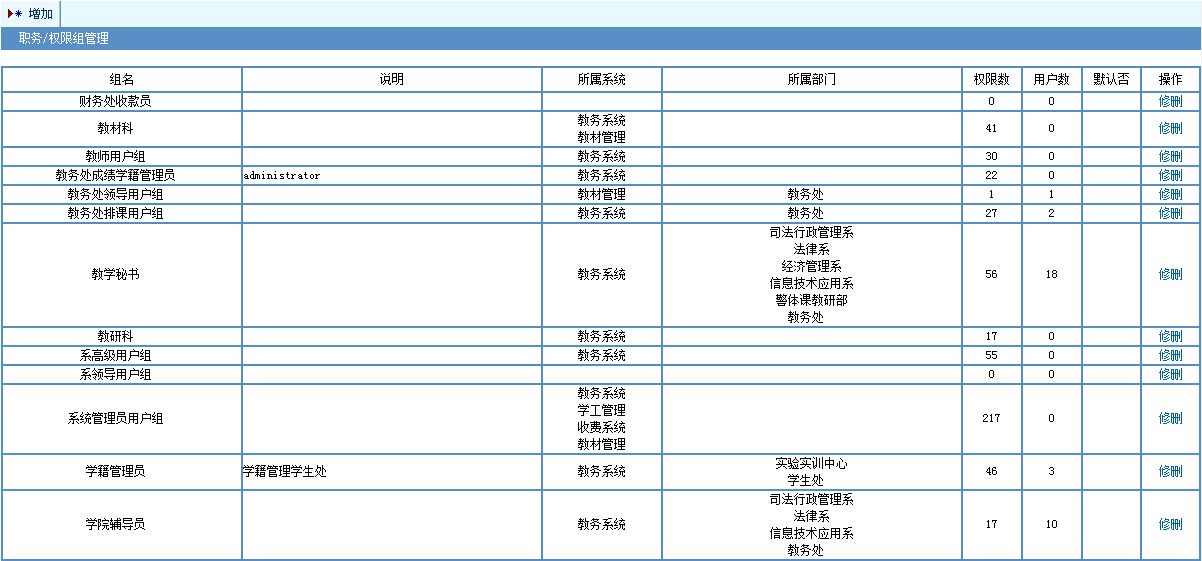 增加
职务/权限组管理
组名 说明 所属系统 所属部门 权限数 用户数 默认否 操作
财务处收款员 0 0 修删
教材科 教务系统 41 0 修删
教材管理
教师用户组 教务系统 30 0 修删
教务处成绩学籍管理员 administrator 教务系统 22 0 修删
教务处领导用户组 教材管理 教务处 1 1 修删
教务处排课用户组 教务系统 教务处 27 2 修删
教学秘书 教务系统 司法行政管理系 56 18 修删
法律系
经济管理系
信息技术应用系
警体课教研部
教务处
教研科 教务系统 17 0 修删
系高级用户组 教务系统 55 0 修删
系领导用户组 0 0 修删
系统管理员用户组 教务系统 217 0 修删
学工管理
收费系统
教材管理
学籍管理员 学籍管理学生处 教务系统 实验实训中心 46 3 修删
学生处
学院辅导员 教务系统 司法行政管理系 17 10 修删
法律系
信息技术应用系
教务处